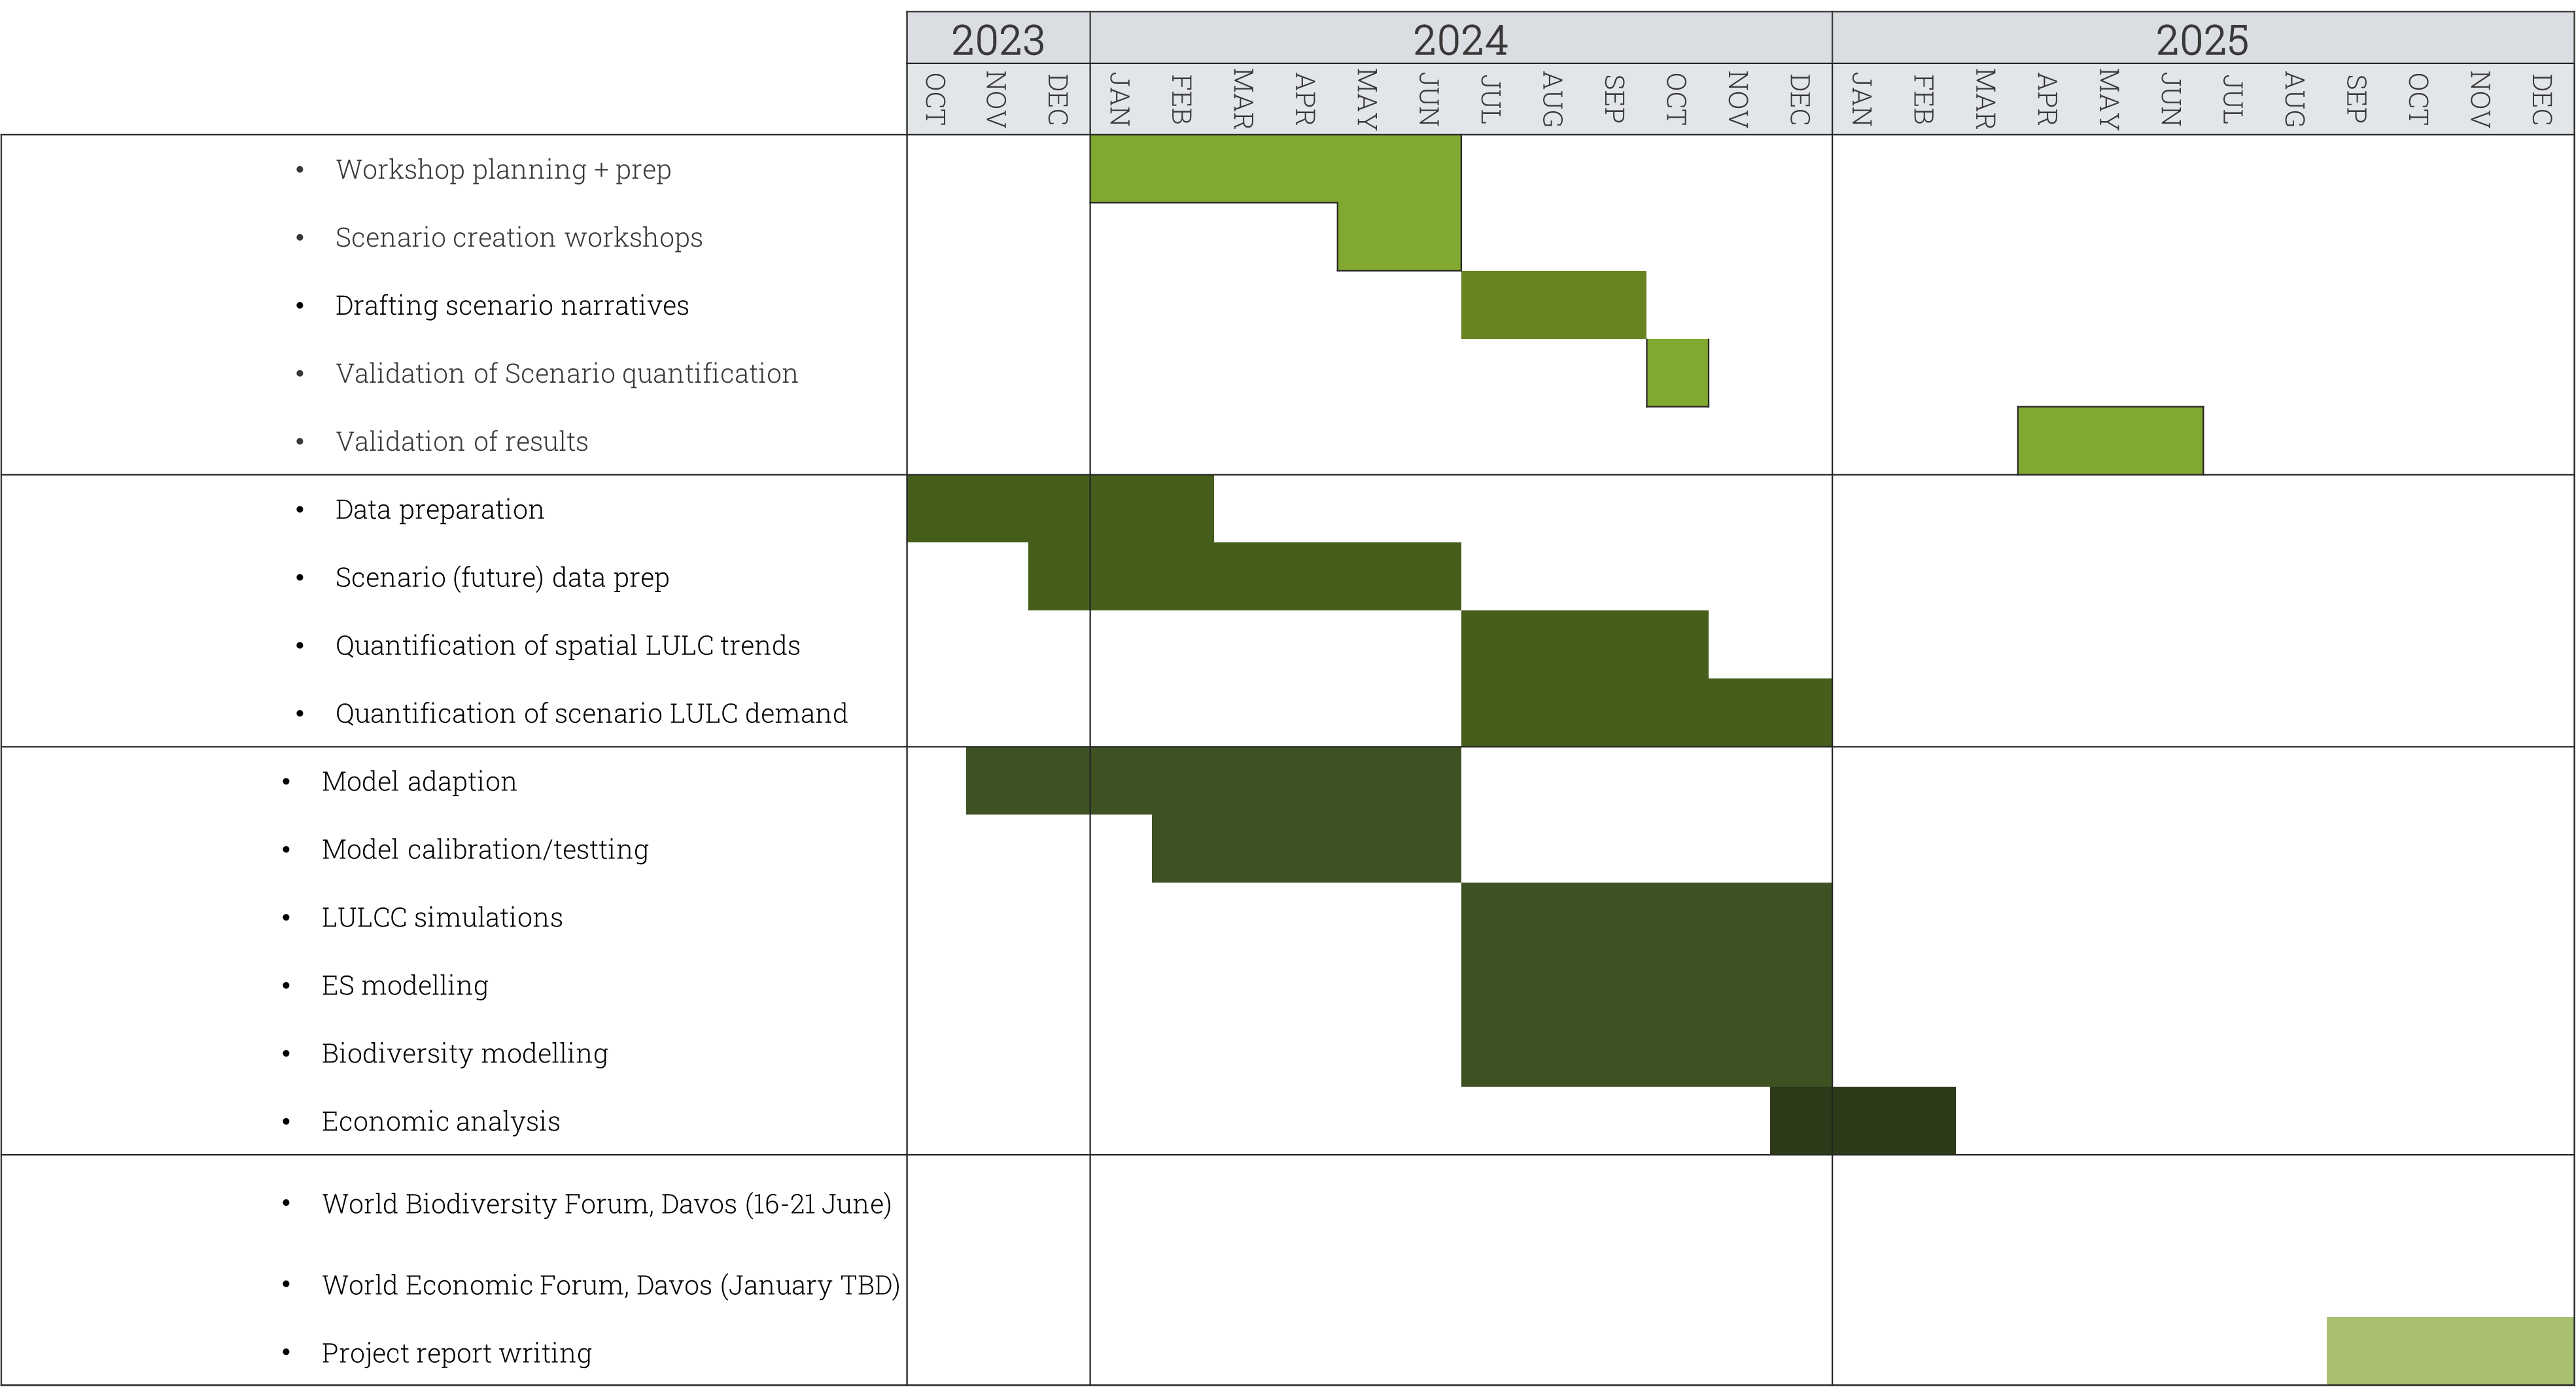 2023 2024 2025
OCT NOV DEC JAN FEB MAR APR MAY JUN JUL AUG SEP OCT NOV DEC JAN FEB MAR APR MAY JUN JUL AUG SEP OCT NOV DEC
• Workshop planning + prep
• Scenario creation workshops
• Drafting scenario narratives
• Validation of Scenario quantification
• Validation of results
• Data preparation
• Scenario (future) data prep
• Quantification of spatial LULC trends
• Quantification of scenario LULC demand
• Model adaption
• Model calibration/testting
• LULCC simulations
• ES modelling
• Biodiversity modelling
• Economic analysis
• World Biodiversity Forum, Davos (16-21 June)
• World Economic Forum, Davos (January TBD)
• Project report writing